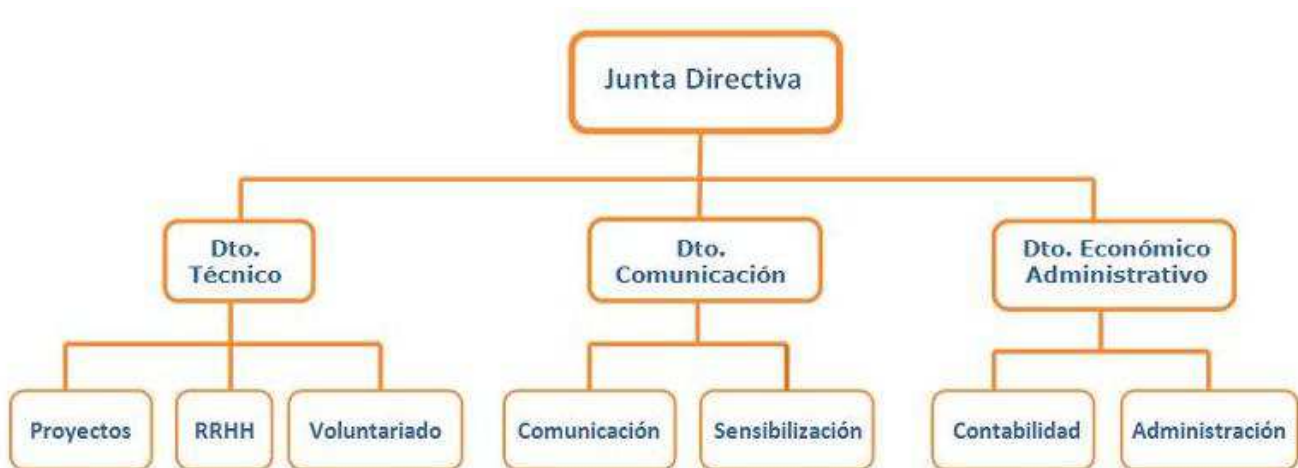 Junta Directiva
Dto.
Técnico
Dto.
Comunicación
Dto. Económico
Administrativo
Proyectos
RRHH
Voluntariado
Comunicación
Sensibilización
Contabilidad
Administración